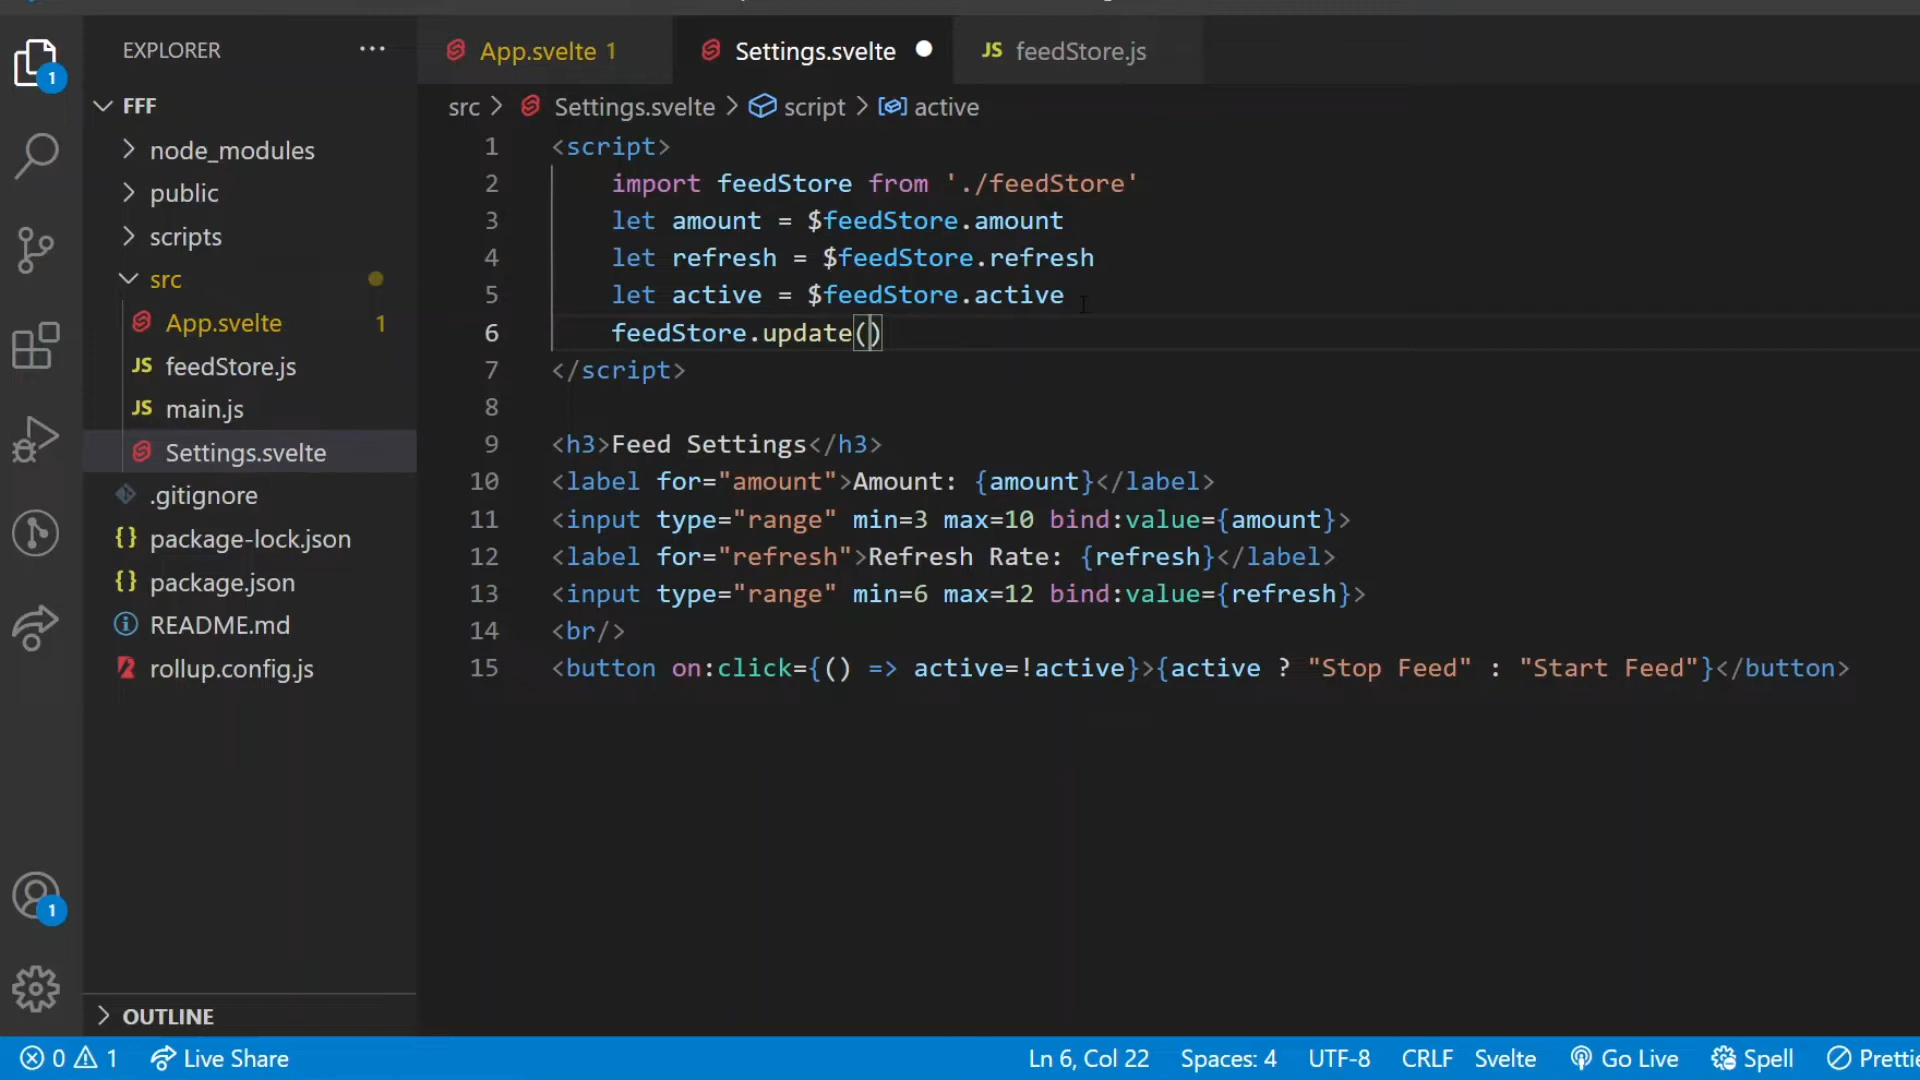 EXPLORER
FFF
node_modules
public
scripts
src
App.svelte 1
JS feedStore.js
JS main.js
Settings.svelte
.gitignore
{} package-lock.json
{} package.json
README.md
rollup.config.js
OUTLINE
1
1
App.svelte 1
Settings.svelte
JS feedStore.js
src > Settings.svelte > script > active
1 <script>
2 import feedStore from './feedStore'
3 let amount = $feedStore.amount
4 let refresh = $feedStore.refresh
5 let active = $feedStore.active
6 feedStore.update()
7 </script>
8
9 <h3>Feed Settings</h3>
10 <label for="amount">Amount: {amount}</label>
11 <input type="range" min=3 max=10 bind:value={amount}>
12 <label for="refresh">Refresh Rate: {refresh}</label>
13 <input type="range" min=6 max=12 bind:value={refresh}>
14 <br/>
15 <button on:click={() => active=!active}>{active ? "Stop Feed" : "Start Feed"}</button>
0 1 Live Share Ln 6, Col 22 Spaces: 4 UTF-8 CRLF Svelte Go Live Spell Prettie